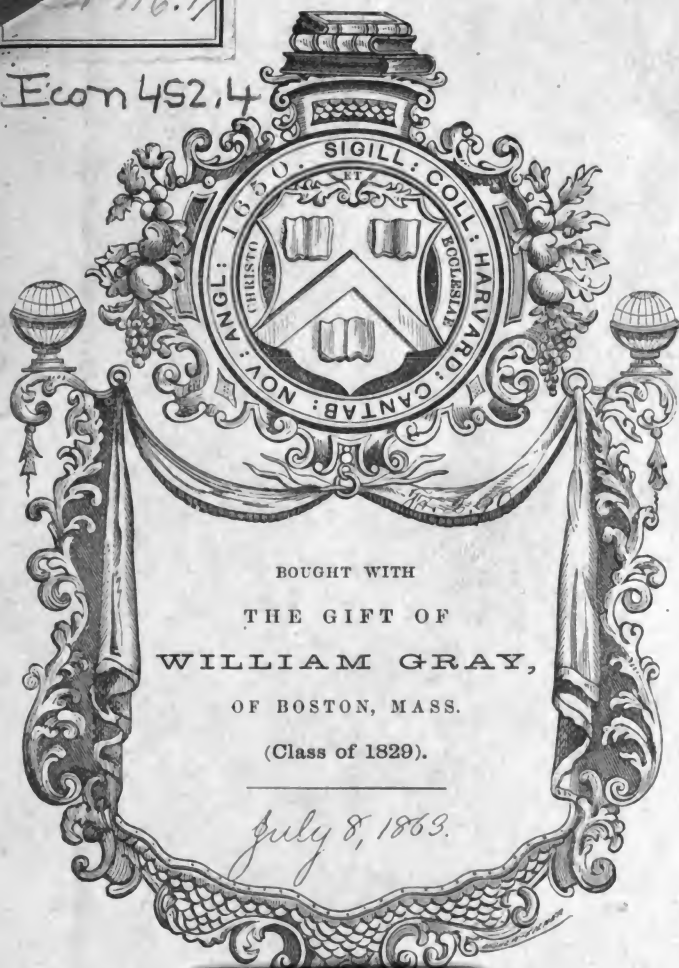 Econ 452.4
SIGILL: COLL: HARVARD: CANTAB: NOV: ANGL: 1650.
ET
CHRISTO
ECCLESIAE
BOUGHT WITH
THE GIFT OF
WILLIAM GRAY,
OF BOSTON, MASS.
(Class of 1829).
July 8, 1863.